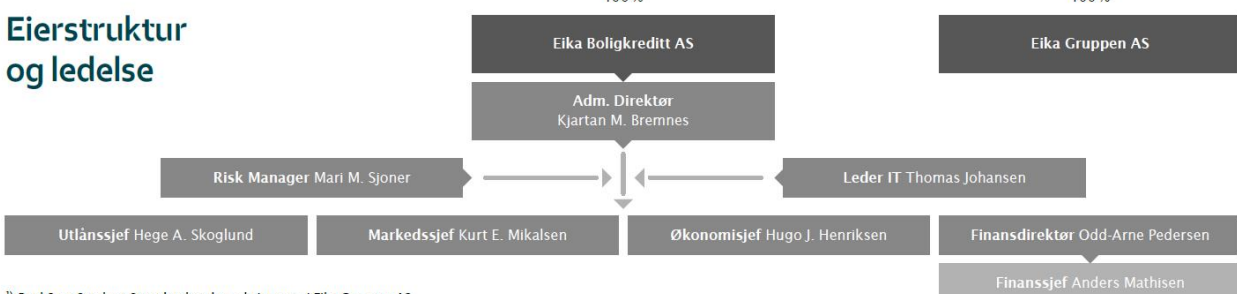 Eierstruktur
og ledelse
Eika Boligkreditt AS
Eika Gruppen AS
Adm. Direktør
Kjartan M. Bremnes
Risk Manager Mari M. Sjoner
Leder IT Thomas Johansen
Utlånssjef Hege A. Skoglund
Markedssjef Kurt E. Mikalsen
Økonomisjef Hugo J. Henriksen
Finansdirektør Odd-Arne Pedersen
Finanssjef Anders Mathisen